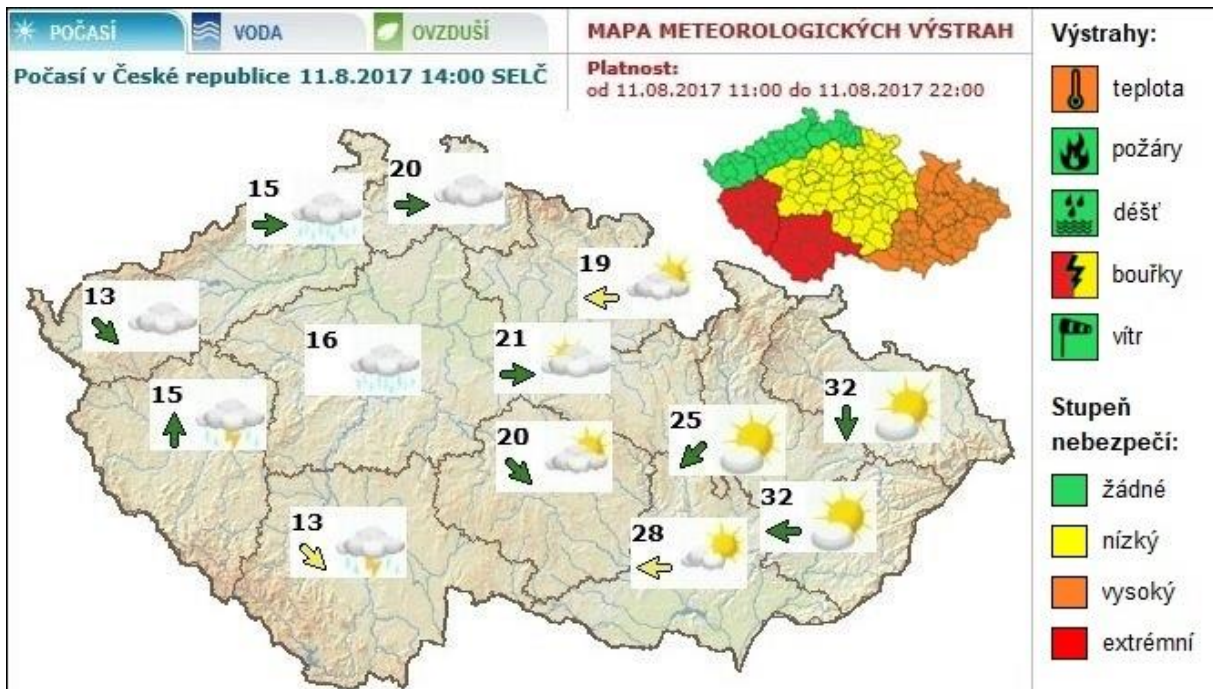 POČASÍ
VODA
OVZDUŠÍ
MAPA METEOROLOGICKÝCH VÝSTRAH
Počasí v České republice 11.8.2017 14:00 SELČ
Platnost:
od 11.08.2017 11:00 do 11.08.2017 22:00
15
20
19
13
16
21
15
32
25
20
32
13
28
Výstrahy:
teplota
požáry
déšť
bouřky
vítr
Stupeň
nebezpečí:
žádné
nízký
vysoký
extrémní